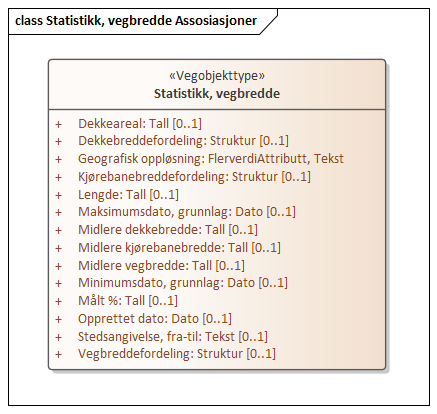 class Statistikk, vegbredde Assosiasjoner
«Vegobjekttype»
Statistikk, vegbredde
+ Dekkeareal: Tall [0..1]
+ Dekkebreddefordeling: Struktur [0..1]
+ Geografisk oppløsning: FlerverdiAttributt, Tekst
+ Kjørebanebreddefordeling: Struktur [0..1]
+ Lengde: Tall [0..1]
+ Maksimumsdato, grunnlag: Dato [0..1]
+ Midlere dekkebredde: Tall [0..1]
+ Midlere kjørebanebredde: Tall [0..1]
+ Midlere vegbredde: Tall [0..1]
+ Minimumsdato, grunnlag: Dato [0..1]
+ Målt %: Tall [0..1]
+ Opprettet dato: Dato [0..1]
+ Stedsangivelse, fra-til: Tekst [0..1]
+ Vegbreddefordeling: Struktur [0..1]